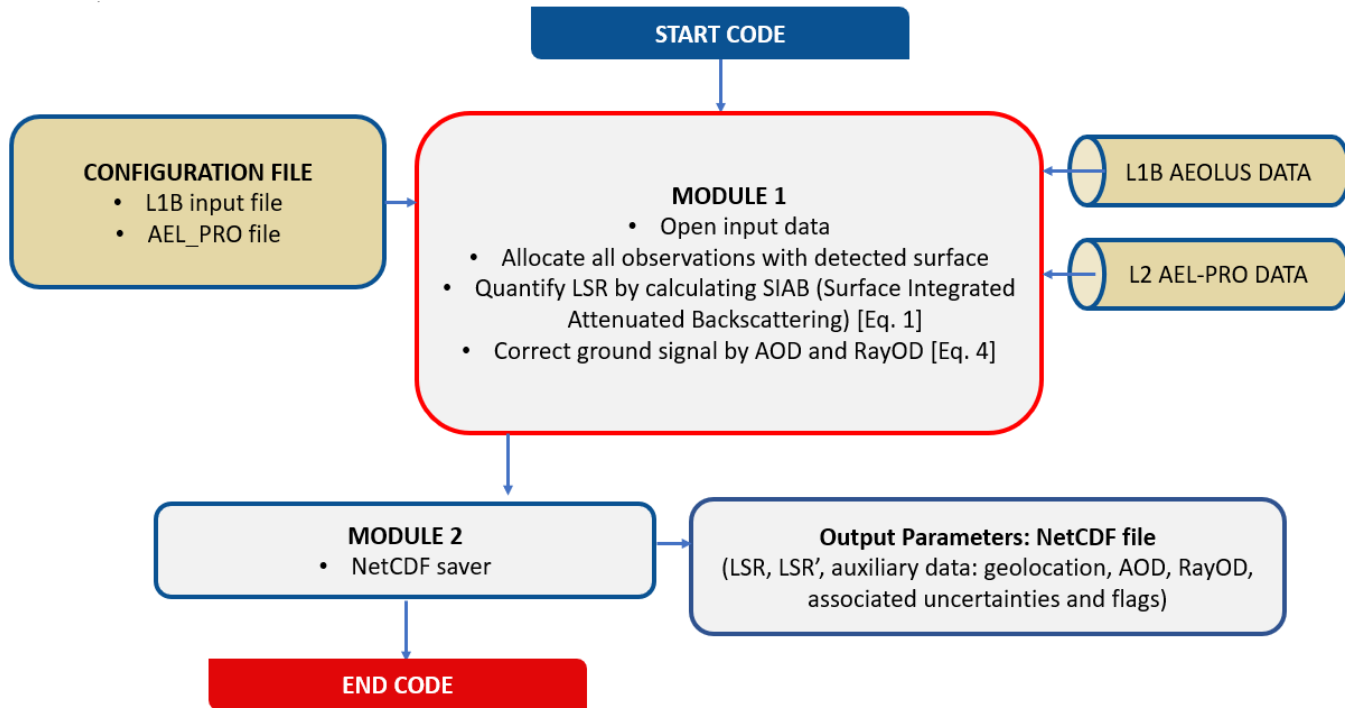 START CODE
CONFIGURATION FILE
• L1B input file
• AEL_PRO file
MODULE 1
• Open input data
• Allocate all observations with detected surface
• Quantify LSR by calculating SIAB (Surface Integrated
Attenuated Backscattering) [Eq. 1]
• Correct ground signal by AOD and RayOD [Eq. 4]
L1B AEOLUS DATA
L2 AEL-PRO DATA
MODULE 2
• NetCDF saver
Output Parameters: NetCDF file
(LSR, LSR’, auxiliary data: geolocation, AOD, RayOD,
associated uncertainties and flags)
END CODE